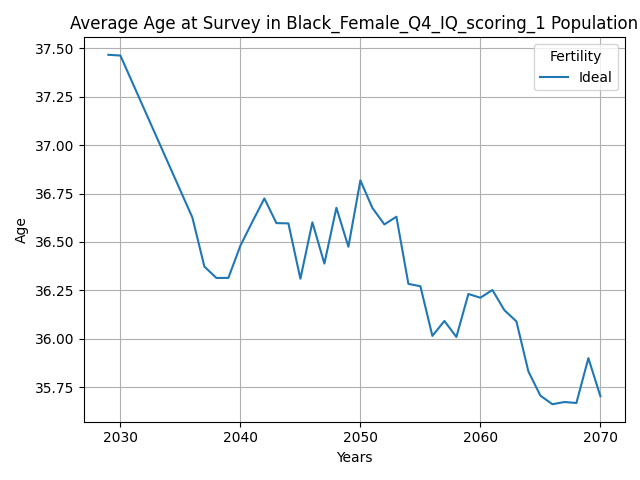 Average Age at Survey in Black_Female_Q4_IQ_scoring_1 Population
Fertility
Ideal
37.50
37.25
37.00
36.75
36.50
36.25
36.00
35.75
Age
2030 2040 2050 2060 2070
Years